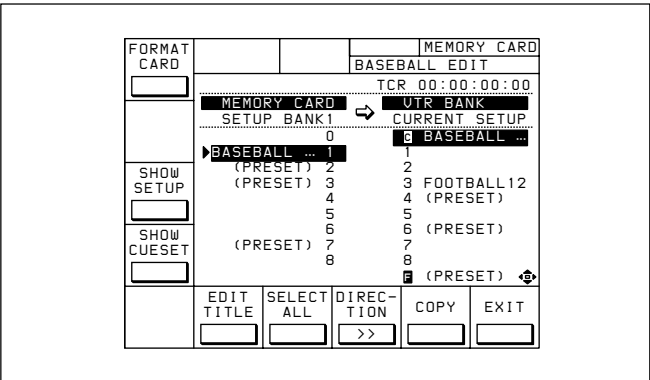 FORMAT CARD
MEMORY CARD
BASEBALL EDIT
TCR 00:00:00:00
MEMORY CARD ⇨ VTR BANK
SETUP BANK1 CURRENT SETUP
0 c BASEBALL …
▶BASEBALL … 1 1
(PRESET) 2 2
(PRESET) 3 3 FOOTBALL12
4 4 (PRESET)
5 5
6 6 (PRESET)
(PRESET) 7 7
8 8
F (PRESET)
SHOW SETUP
SHOW CUESET
EDIT TITLE
SELECT ALL
DIREC-TION
>>
COPY
EXIT